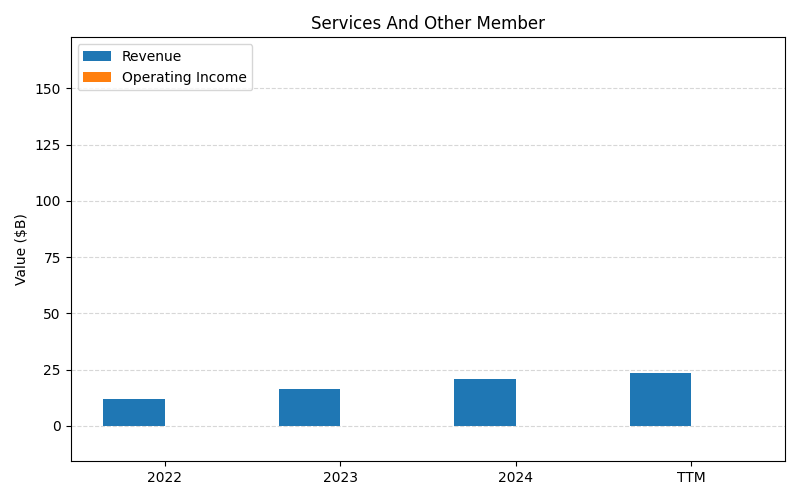 Services And Other Member
Revenue
Operating Income
Value ($B)
150
125
100
75
50
25
0
2022
2023
2024
TTM